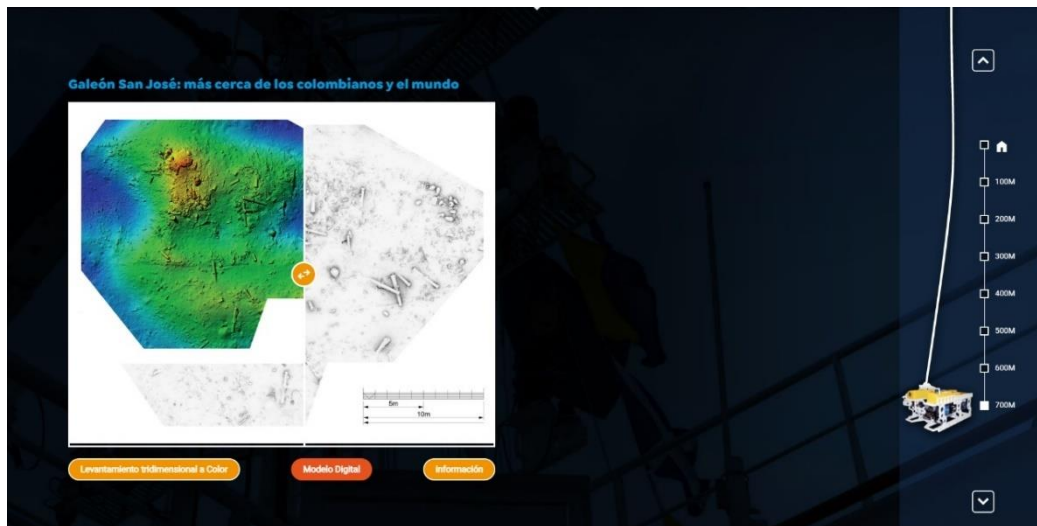 Galeón San José: más cerca de los colombianos y el mundo
5m
10m
Levantamiento tridimensional a Color
Modelo Digital
Información
100M
200M
300M
400M
500M
600M
700M